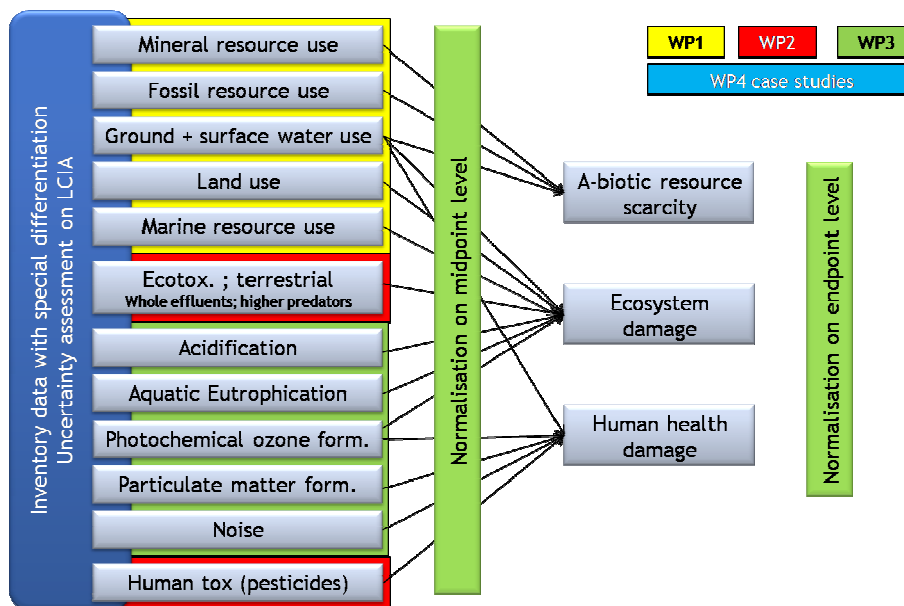 Inventory data with special differentiation
Uncertainty assessment on LCIA
Mineral resource use
Fossil resource use
Ground + surface water use
Land use
Marine resource use
Ecotox. ; terrestrial
Whole effluents; higher predators
Acidification
Aquatic Eutrophication
Photochemical ozone form.
Particulate matter form.
Noise
Human tox (pesticides)
Normalisation on midpoint level
A-biotic resource
scarcity
Ecosystem
damage
Human health
damage
Normalisation on endpoint level
WP1
WP2
WP3
WP4 case studies